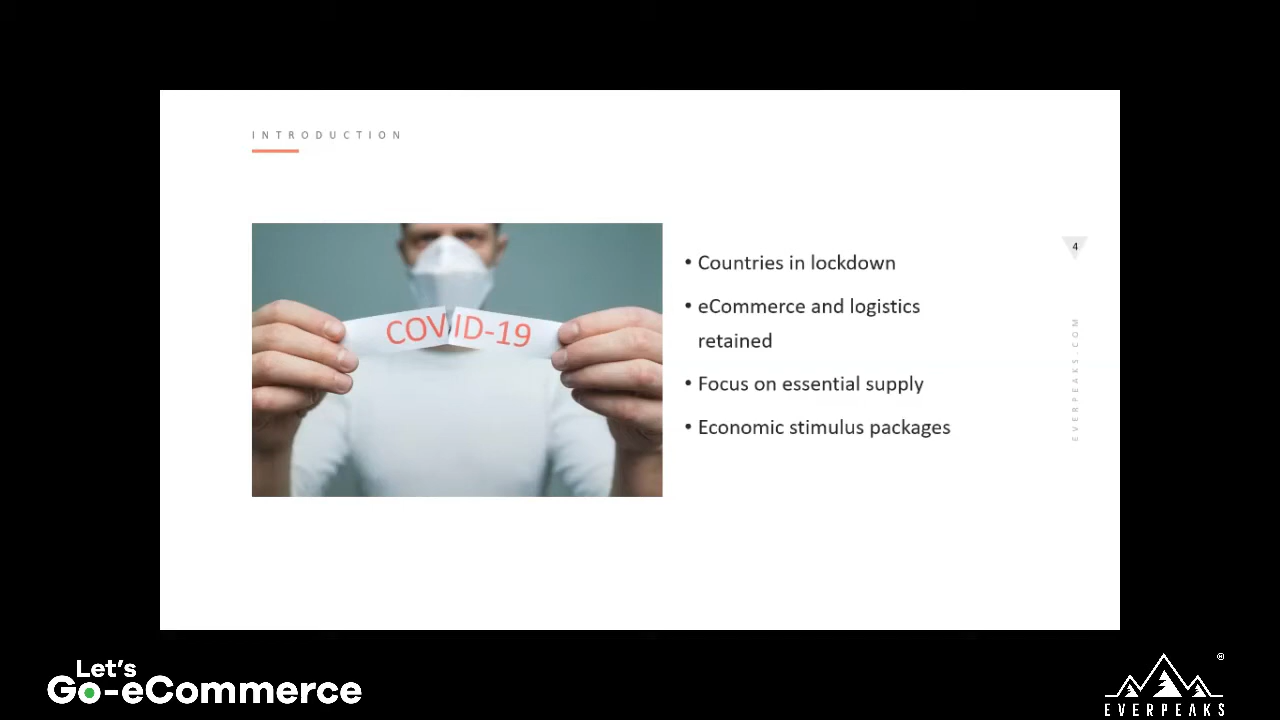 INTRODUCTION
COVID-19
• Countries in lockdown
• eCommerce and logistics
retained
• Focus on essential supply
• Economic stimulus packages
4
EVERPEAKS.COM
Let's
Go-eCommerce
®
EVERPEAKS